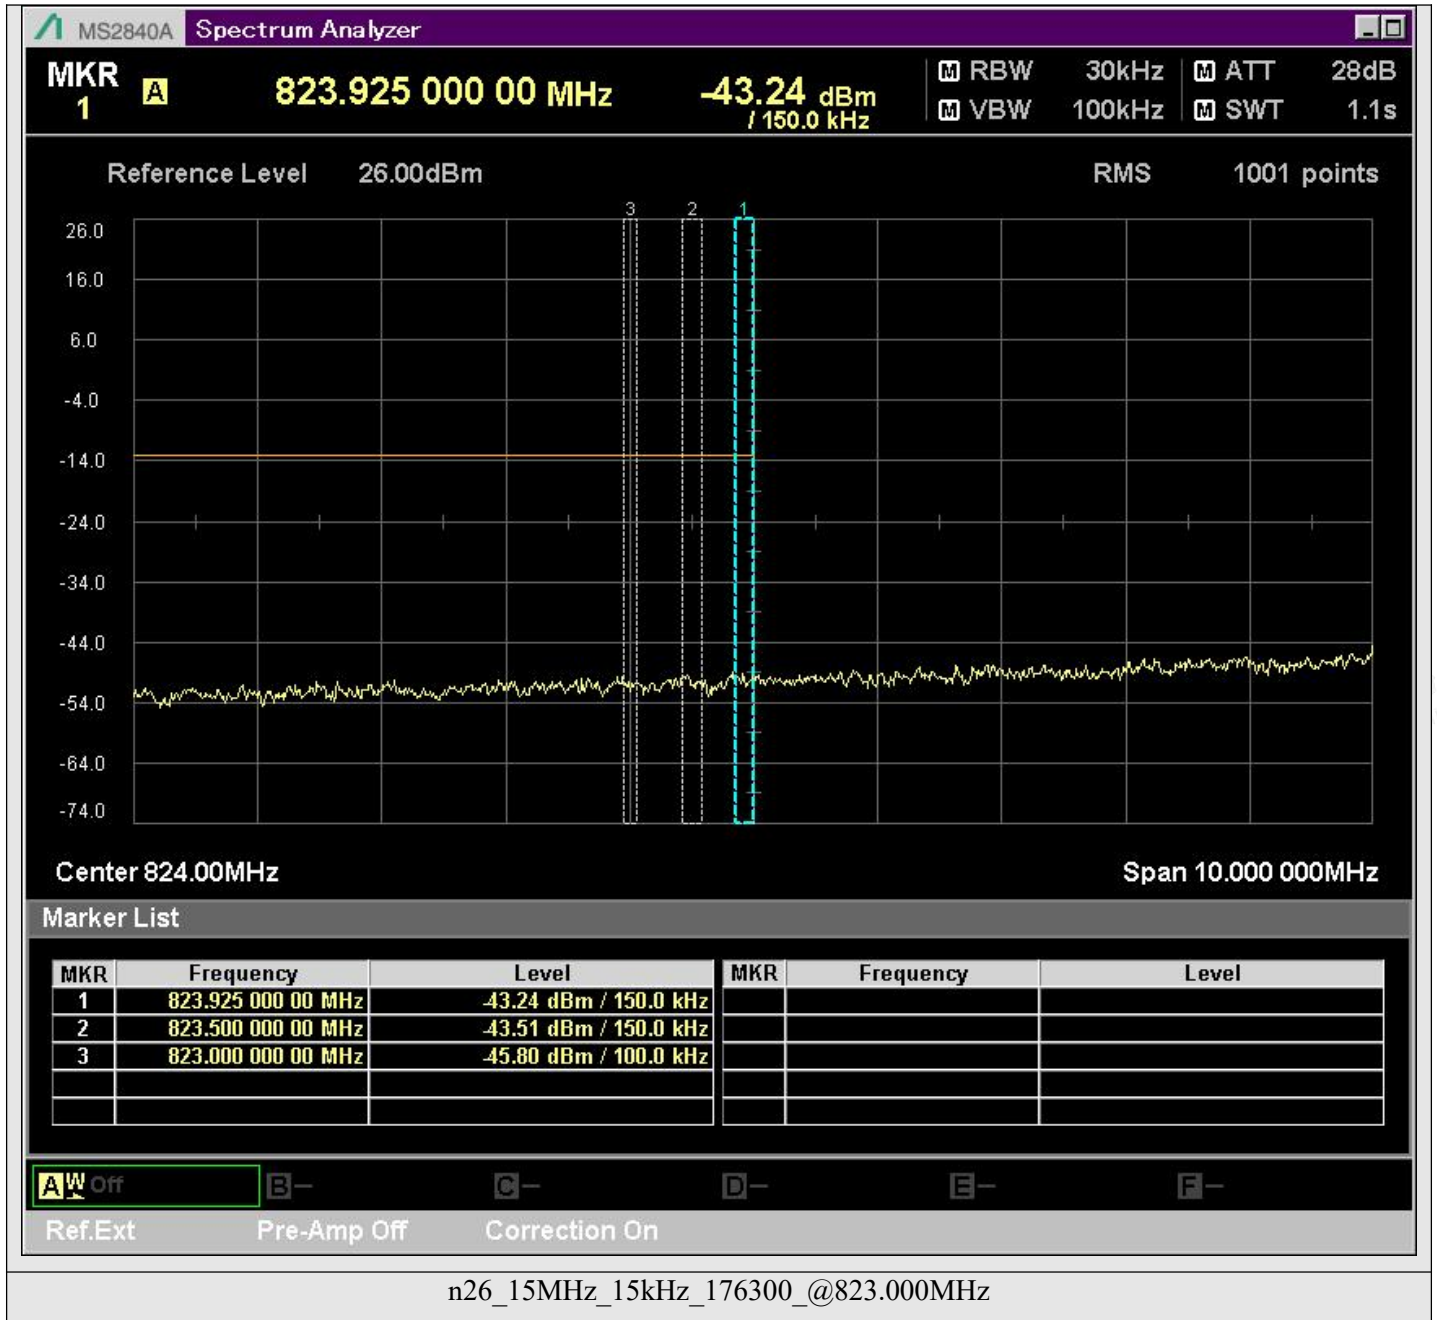 MS2840A Spectrum Analyzer
MKR 1 A 823.925 000 00 MHz -43.24 dBm / 150.0 kHz
M RBW 30kHz M ATT 28dB
M VBW 100kHz M SWT 1.1s
Reference Level 26.00dBm RMS 1001 points
3 2 1
26.0
16.0
6.0
-4.0
-14.0
-24.0
-34.0
-44.0
-54.0
-64.0
-74.0
Center 824.00MHz Span 10.000 000MHz
Marker List
MKR Frequency Level MKR Frequency Level
1 823.925 000 00 MHz -43.24 dBm / 150.0 kHz
2 823.500 000 00 MHz -43.51 dBm / 150.0 kHz
3 823.000 000 00 MHz -45.80 dBm / 100.0 kHz
A W Off B - C - D - E - F -
Ref.Ext Pre-Amp Off Correction On
n26_15MHz_15kHz_176300_@823.000MHz